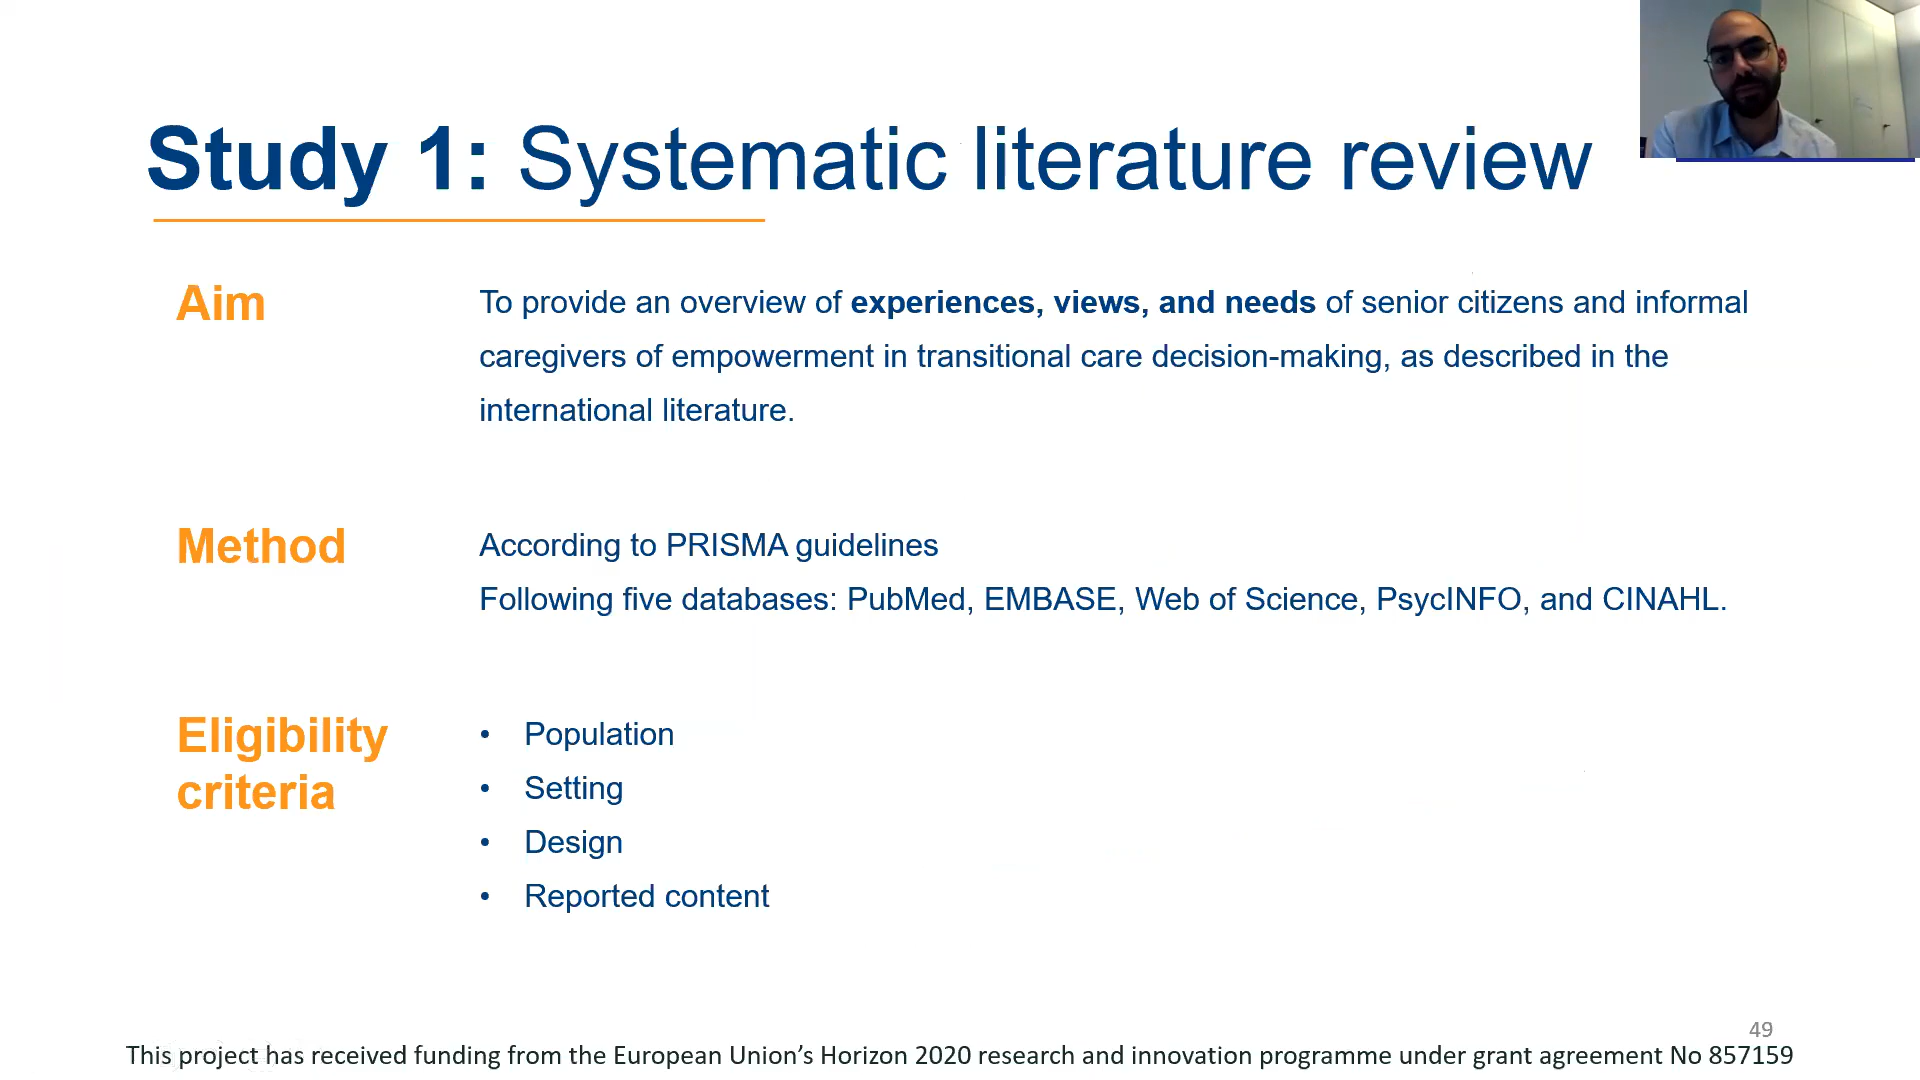 Study 1: Systematic literature review
Aim
To provide an overview of experiences, views, and needs of senior citizens and informal
caregivers of empowerment in transitional care decision-making, as described in the
international literature.
Method
According to PRISMA guidelines
Following five databases: PubMed, EMBASE, Web of Science, PsycINFO, and CINAHL.
Eligibility
criteria
• Population
• Setting
• Design
• Reported content
49
This project has received funding from the European Union’s Horizon 2020 research and innovation programme under grant agreement No 857159